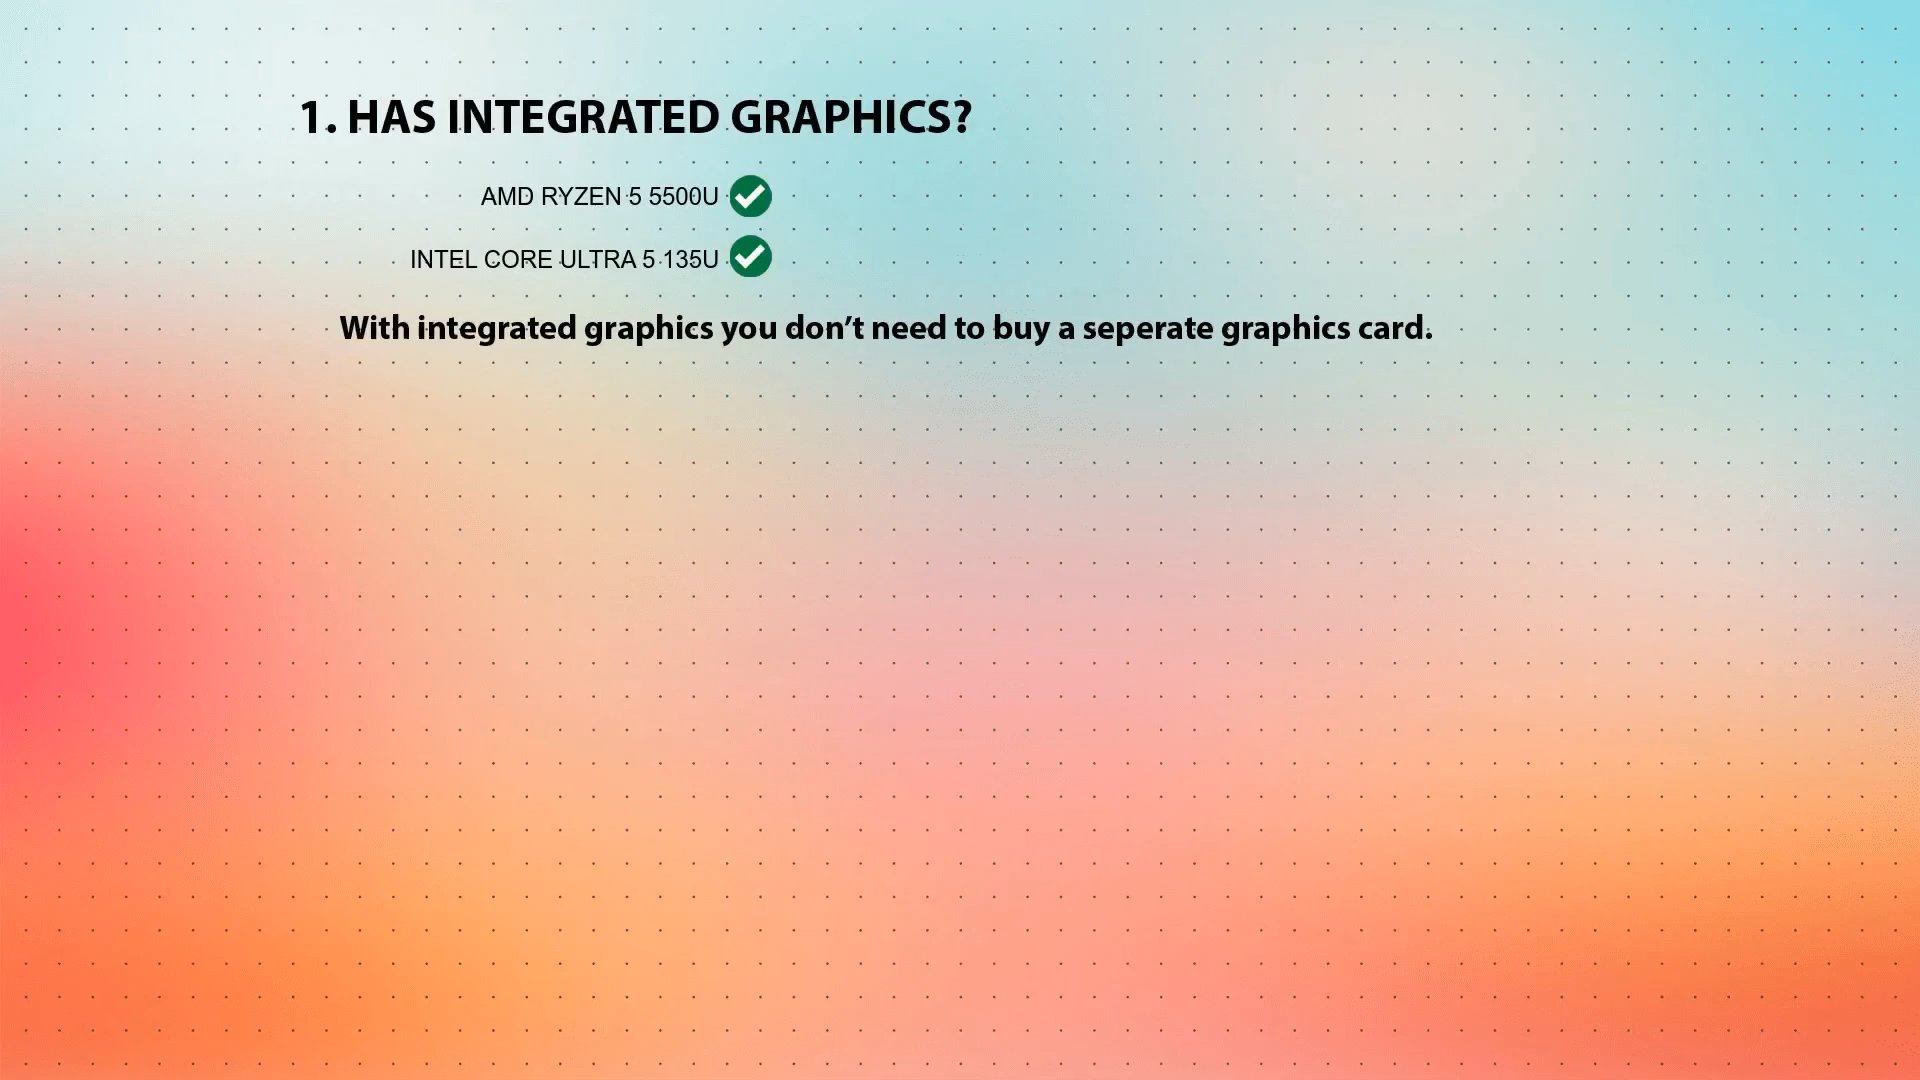 1. HAS INTEGRATED GRAPHICS?
AMD RYZEN 5 5500U
INTEL CORE ULTRA 5 135U
With integrated graphics you don’t need to buy a seperate graphics card.